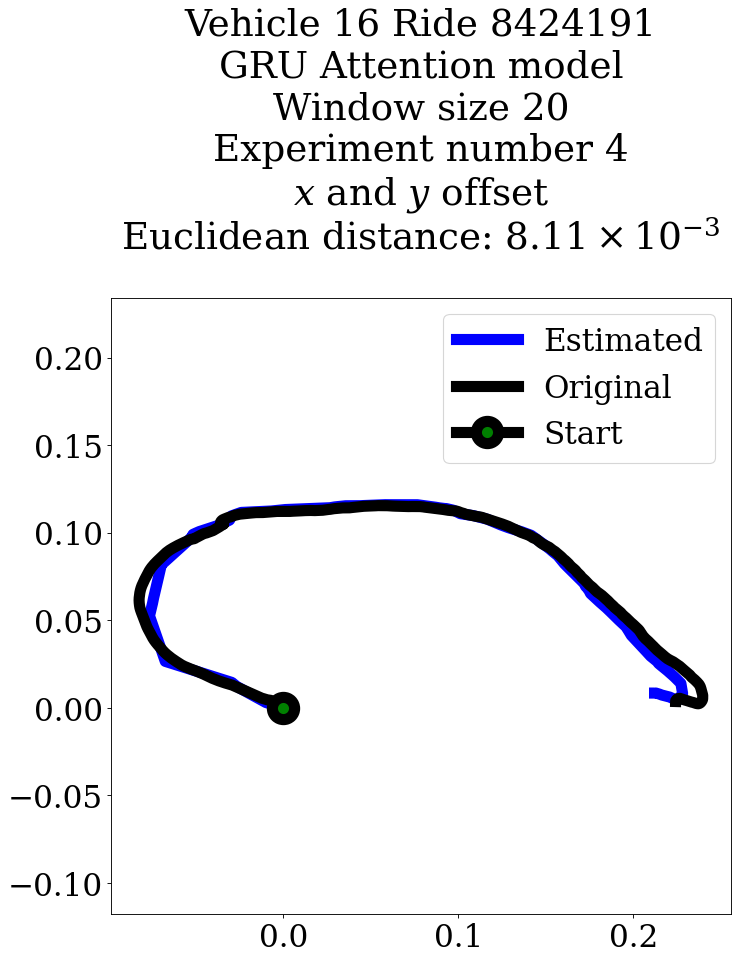 Vehicle 16 Ride 8424191
GRU Attention model
Window size 20
Experiment number 4
x and y offset
Euclidean distance: 8.11 × 10⁻³
Estimated
Original
Start
0.20
0.15
0.10
0.05
0.00
−0.05
−0.10
0.0 0.1 0.2